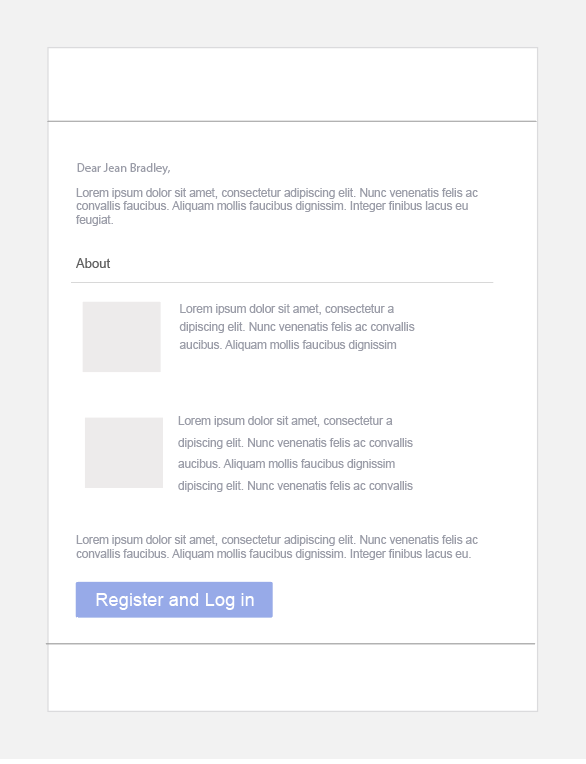 Dear Jean Bradley,
Lorem ipsum dolor sit amet, consectetur adipiscing elit. Nunc venenatis felis ac
convallis faucibus. Aliquam mollis faucibus dignissim. Integer finibus lacus eu
feugiat.
About
Lorem ipsum dolor sit amet, consectetur a
dipiscing elit. Nunc venenatis felis ac convallis
aucibus. Aliquam mollis faucibus dignissim
Lorem ipsum dolor sit amet, consectetur a
dipiscing elit. Nunc venenatis felis ac convallis
aucibus. Aliquam mollis faucibus dignissim
dipiscing elit. Nunc venenatis felis ac convallis
Lorem ipsum dolor sit amet, consectetur adipiscing elit. Nunc venenatis felis ac
convallis faucibus. Aliquam mollis faucibus dignissim. Integer finibus lacus eu.
Register and Log in